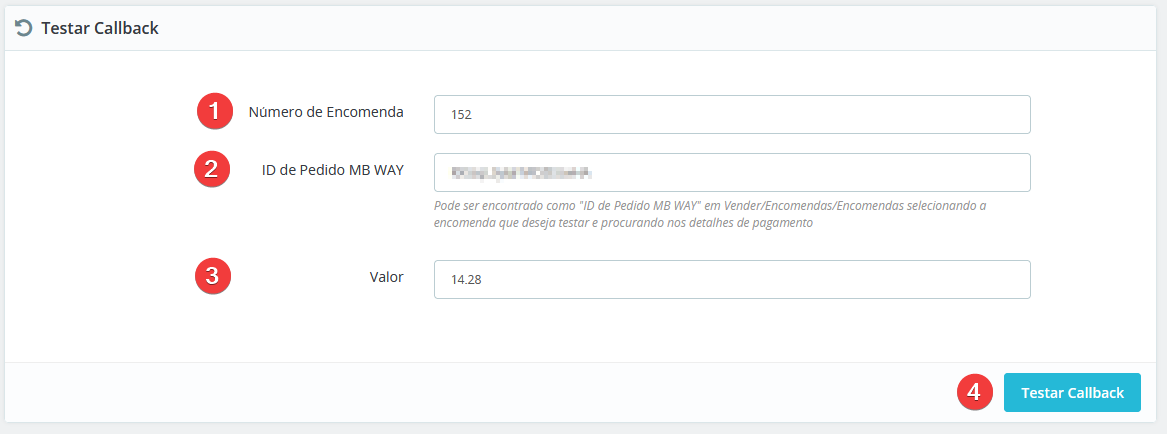 Testar Callback
1 Número de Encomenda 152
2 ID de Pedido MB WAY
Pode ser encontrado como "ID de Pedido MB WAY" em Vender/Encomendas/Encomendas selecionando a
encomenda que deseja testar e procurando nos detalhes de pagamento
3 Valor 14.28
4 Testar Callback